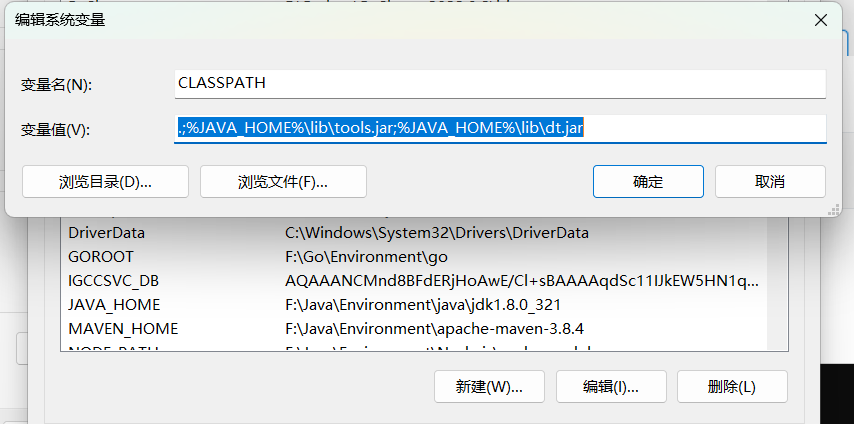 编辑系统变量
变量名(N):
CLASSPATH
变量值(V):
.;%JAVA_HOME%\lib\tools.jar;%JAVA_HOME%\lib\dt.jar
浏览目录(D)...
浏览文件(F)...
确定
取消
DriverData C:\Windows\System32\Drivers\DriverData
GOROOT F:\Go\Environment\go
IGCCSVC_DB AQAAANCMnd8BFdERjHoAwE/Cl+sBAAAAqdSc11IJkEW5HN1q...
JAVA_HOME F:\Java\Environment\java\jdk1.8.0_321
MAVEN_HOME F:\Java\Environment\apache-maven-3.8.4
新建(W)...
编辑(I)...
删除(L)